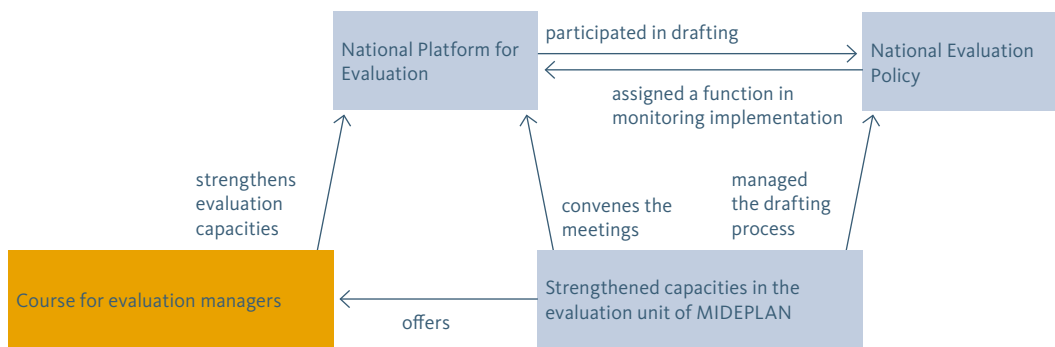 National Platform for
Evaluation
participated in drafting
National Evaluation
Policy
assigned a function in
monitoring implementation
strengthens
evaluation
capacities
convenes the
meetings
managed
the drafting
process
Course for evaluation managers
offers
Strengthened capacities in the
evaluation unit of MIDEPLAN